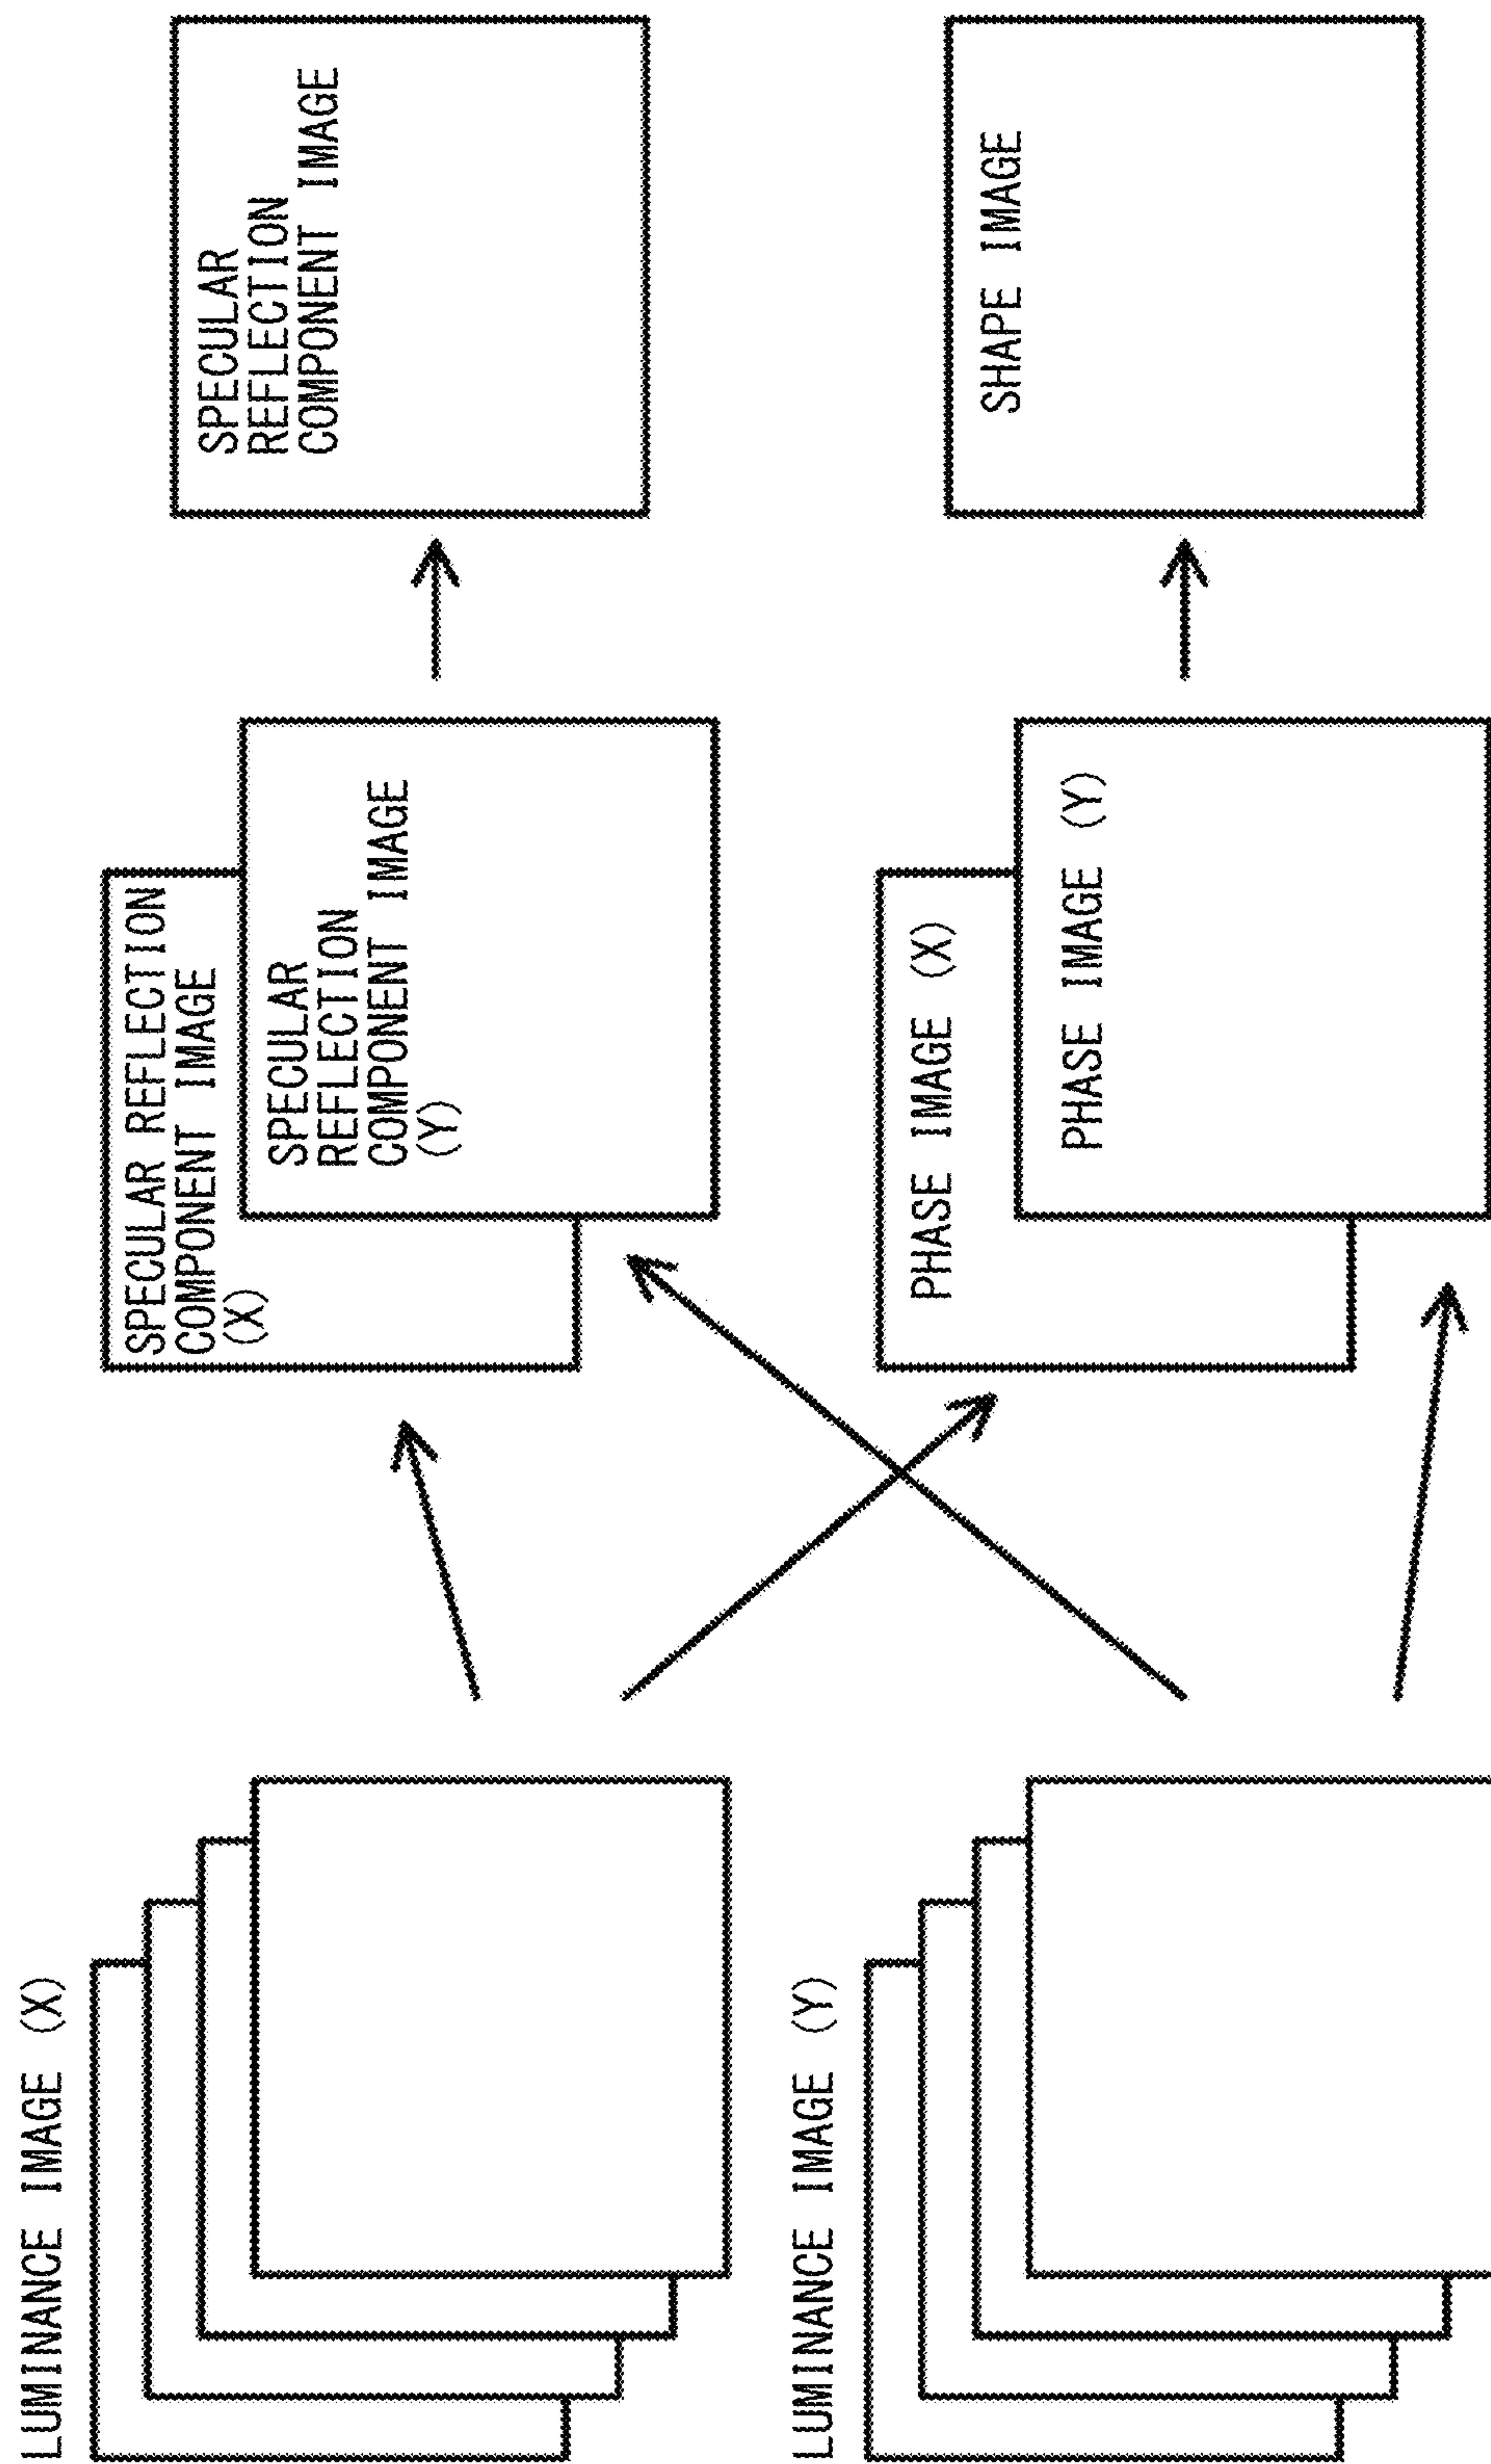 LUMINANCE IMAGE (X)
SPECULAR REFLECTION
COMPONENT IMAGE
(X)
SPECULAR
REFLECTION
COMPONENT IMAGE
(Y)
SPECULAR
REFLECTION
COMPONENT IMAGE
LUMINANCE IMAGE (Y)
PHASE IMAGE (X)
PHASE IMAGE (Y)
SHAPE IMAGE